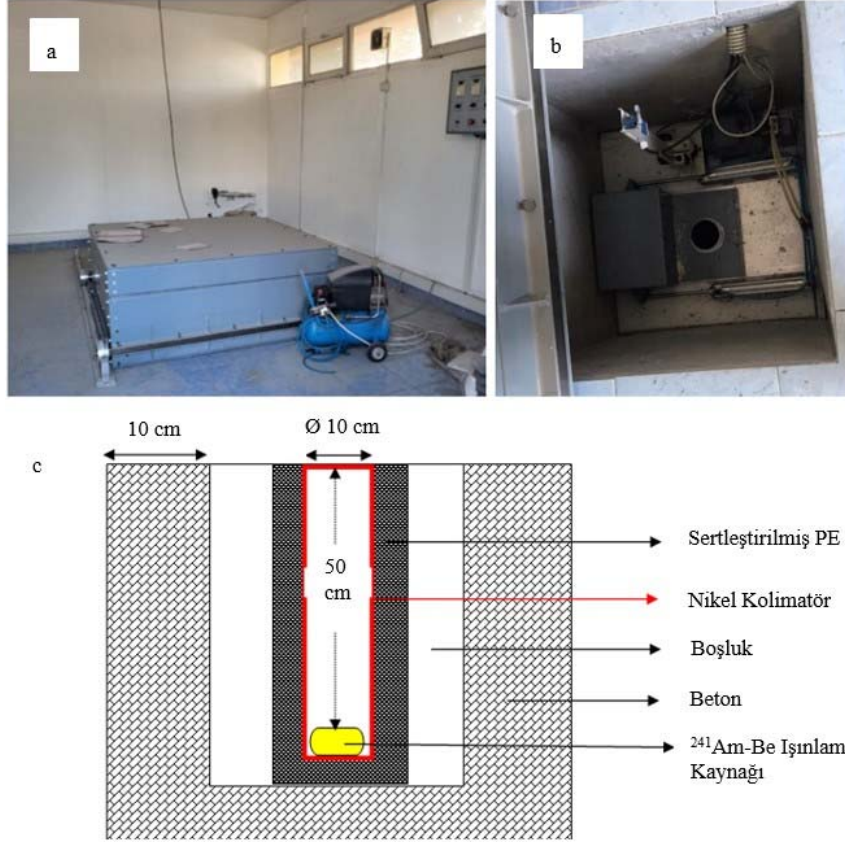 a
b
10 cm
Ø 10 cm
c
50
cm
Sertleştirilmiş PE
Nikel Kolimatör
Boşluk
Beton
²⁴¹Am-Be Işınlam
Kaynağı